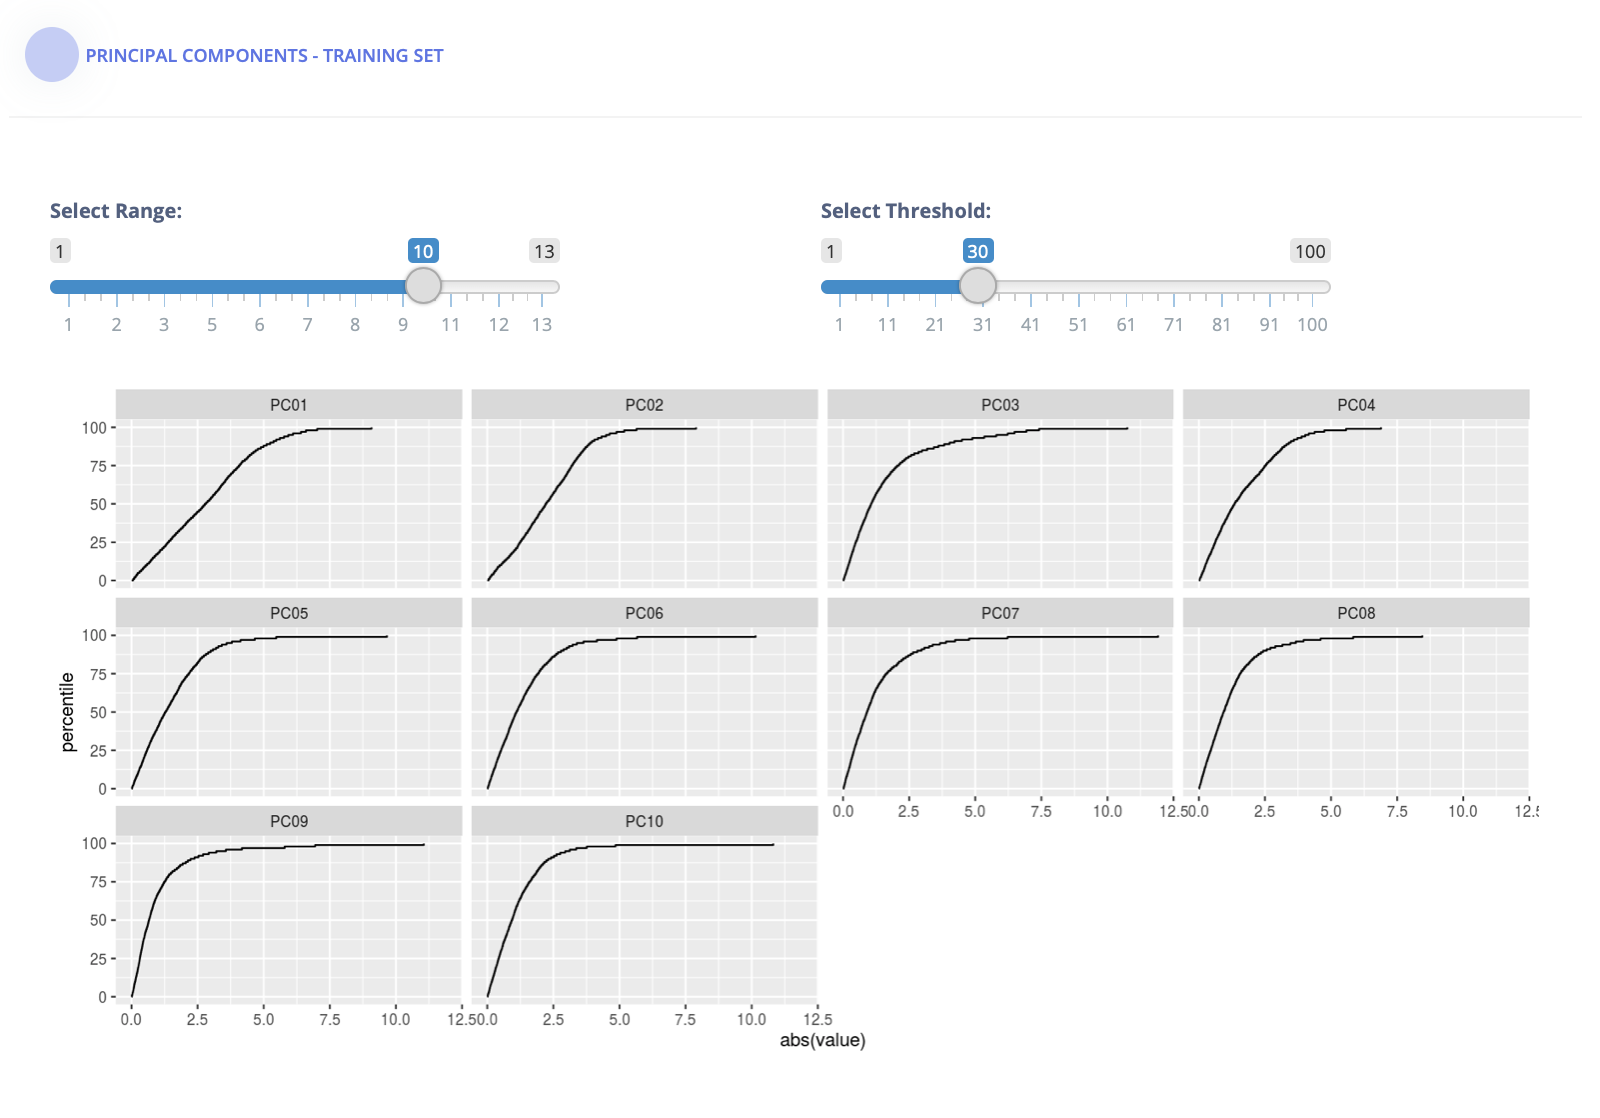 PRINCIPAL COMPONENTS - TRAINING SET
Select Range:
Select Threshold:
1 10 13
1 30 100
1 2 3 5 6 7 8 9 11 12 13
1 11 21 31 41 51 61 71 81 91 100
PC01 PC02 PC03 PC04
100
75
50
25
0
PC05 PC06 PC07 PC08
100
75
50
25
0
percentile
0.0 2.5 5.0 7.5 10.0 12.5 0.0 2.5 5.0 7.5 10.0 12.5
PC09 PC10
100
75
50
25
0
0.0 2.5 5.0 7.5 10.0 12.5 0.0 2.5 5.0 7.5 10.0 12.5
abs(value)